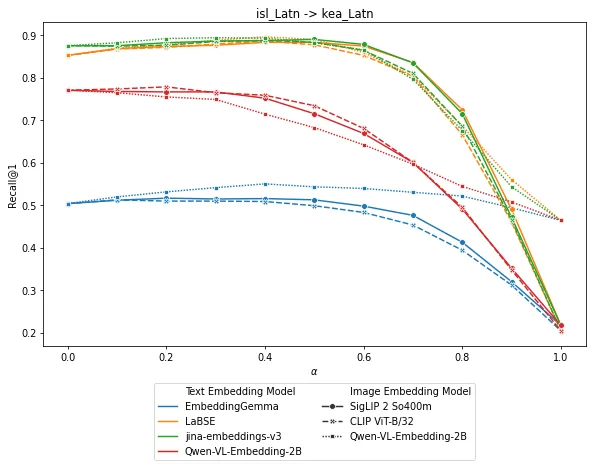 isl_Latn -> kea_Latn
Recall@1
0.9
0.8
0.7
0.6
0.5
0.4
0.3
0.2
0.0 0.2 0.4 0.6 0.8 1.0
α
Text Embedding Model
EmbeddingGemma
LaBSE
jina-embeddings-v3
Qwen-VL-Embedding-2B
Image Embedding Model
SigLIP 2 So400m
CLIP ViT-B/32
Qwen-VL-Embedding-2B